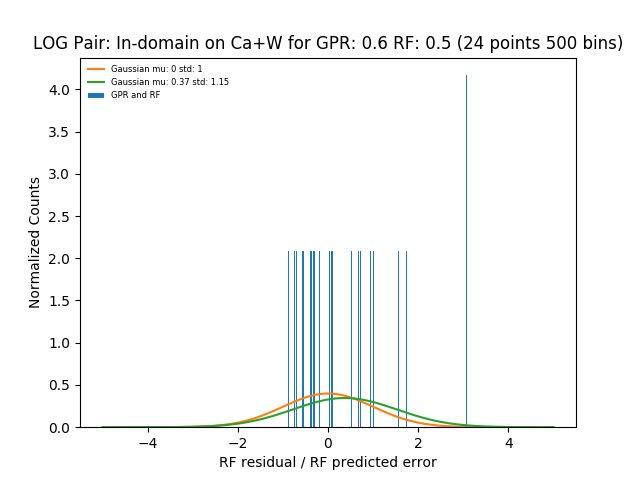 LOG Pair: In-domain on Ca+W for GPR: 0.6 RF: 0.5 (24 points 500 bins)
Gaussian mu: 0 std: 1
Gaussian mu: 0.37 std: 1.15
GPR and RF
Normalized Counts
4.0
3.5
3.0
2.5
2.0
1.5
1.0
0.5
0.0
−4 −2 0 2 4
RF residual / RF predicted error